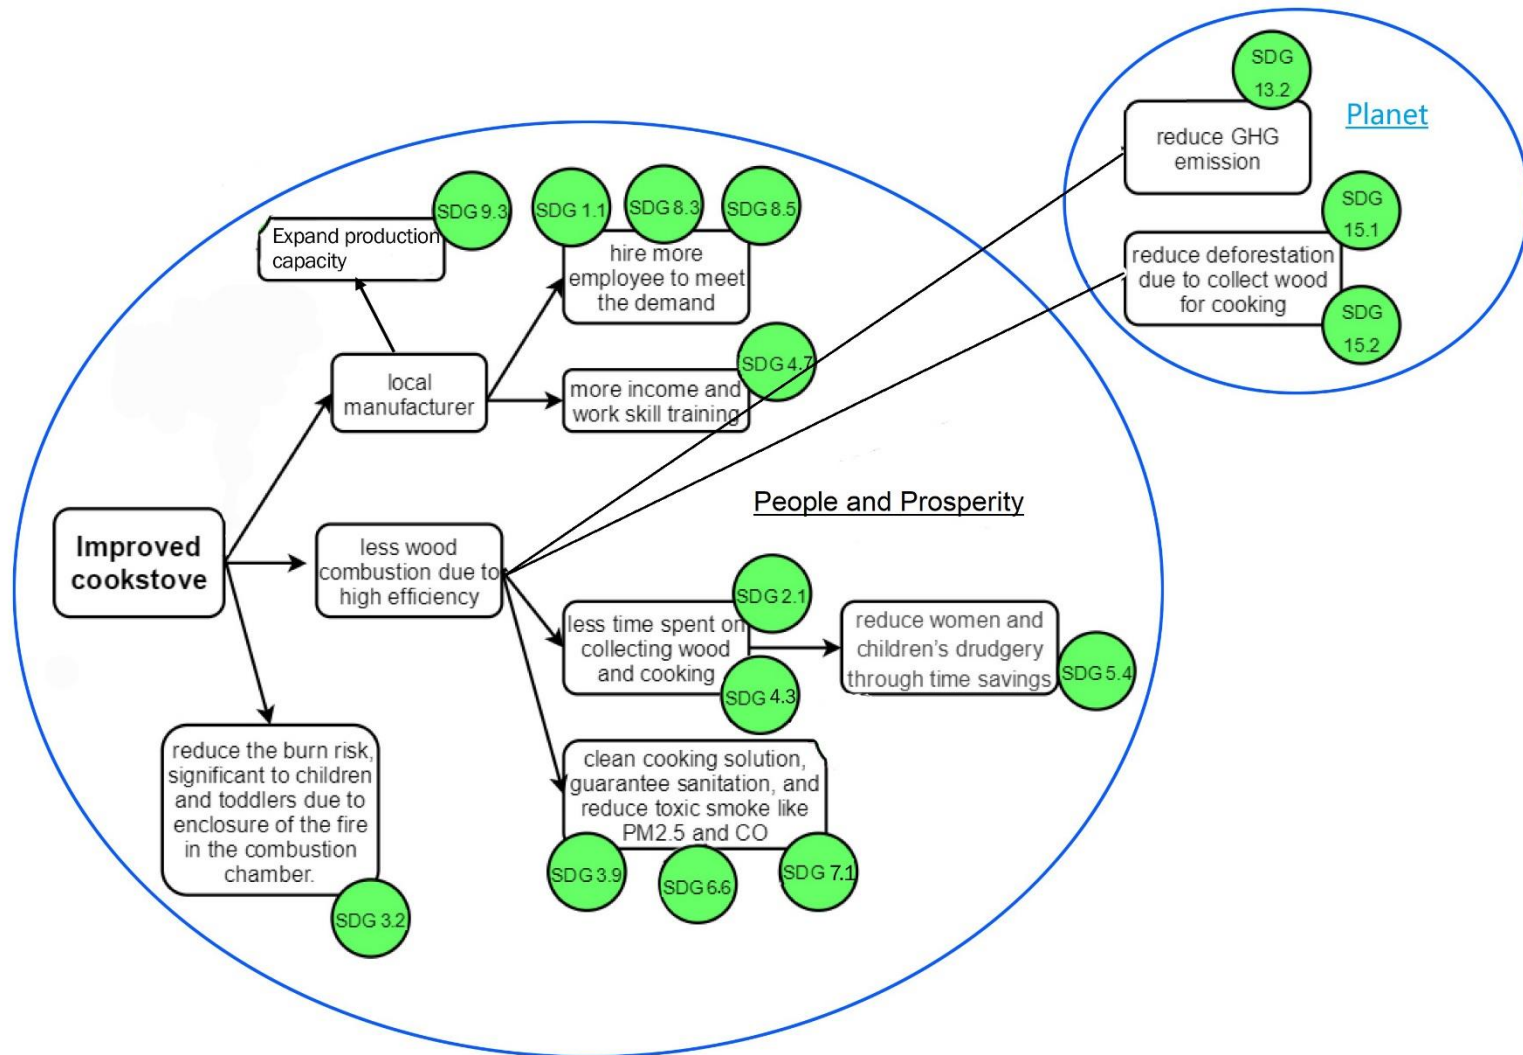 SDG
13.2
Planet
reduce GHG
emission
SDG
15.1
reduce deforestation
due to collect wood
for cooking
SDG
15.2
SDG 9.3
Expand production
capacity
SDG 1.1
SDG 8.3
SDG 8.5
hire more
employee to meet
the demand
SDG 4.7
local
manufacturer
more income and
work skill training
People and Prosperity
Improved
cookstove
less wood
combustion due to
high efficiency
SDG 2.1
less time spent on
collecting wood
and cooking
SDG 4.3
reduce women and
children’s drudgery
through time savings
SDG 5.4
reduce the burn risk,
significant to children
and toddlers due to
enclosure of the fire
in the combustion
chamber.
SDG 3.2
clean cooking solution,
guarantee sanitation, and
reduce toxic smoke like
PM2.5 and CO
SDG 3.9
SDG 6.6
SDG 7.1